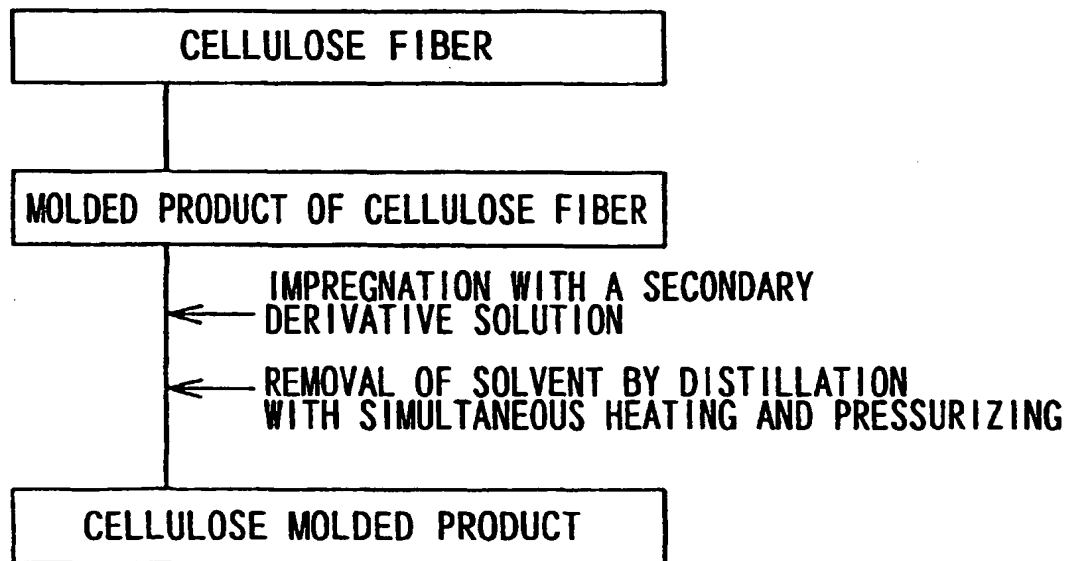 CELLULOSE FIBER
MOLDED PRODUCT OF CELLULOSE FIBER
IMPREGNATION WITH A SECONDARY
DERIVATIVE SOLUTION
REMOVAL OF SOLVENT BY DISTILLATION
WITH SIMULTANEOUS HEATING AND PRESSURIZING
CELLULOSE MOLDED PRODUCT